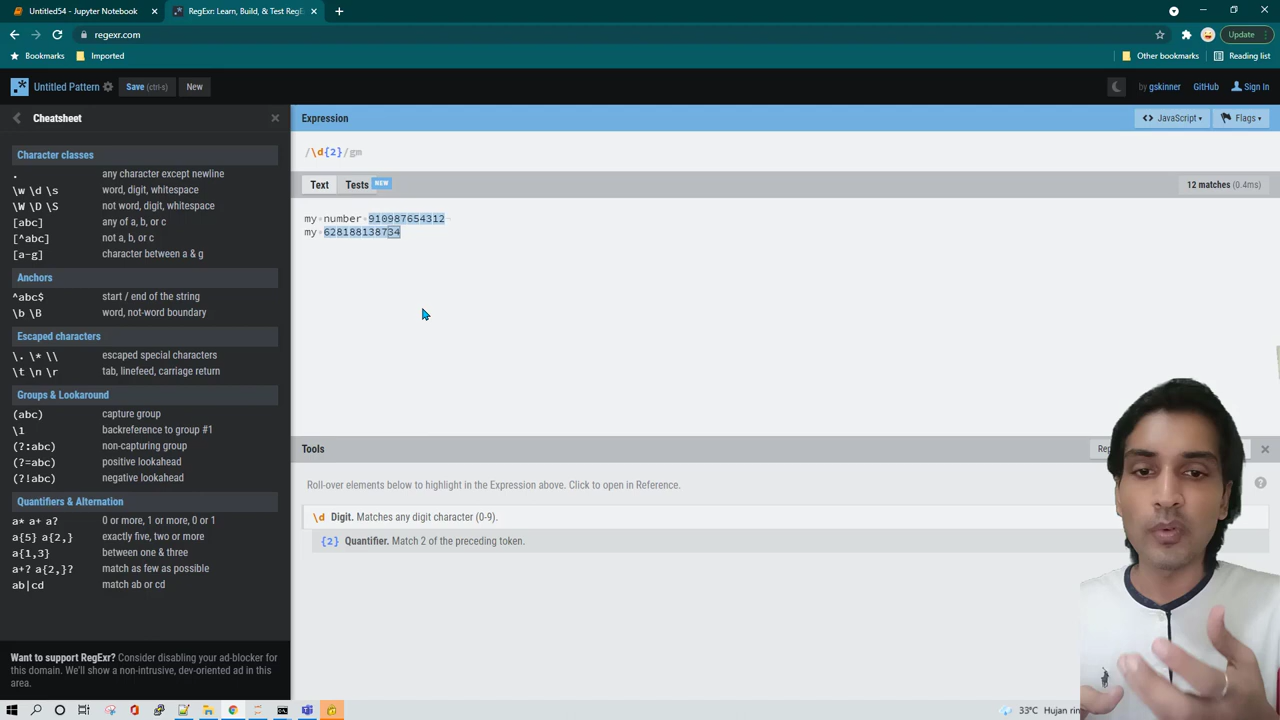 Untitled54 - Jupyter Notebook
RegExr: Learn, Build, & Test RegE
regexr.com
Update
Bookmarks
Imported
Other bookmarks
Reading list
Untitled Pattern
Save (ctrl-s)
New
by gskinner
GitHub
Sign In
Cheatsheet
Character classes
. any character except newline
\w \d \s word, digit, whitespace
\W \D \S not word, digit, whitespace
[abc] any of a, b, or c
[^abc] not a, b, or c
[a-g] character between a & g
Anchors
^abc$ start / end of the string
\b \B word, not-word boundary
Escaped characters
\. \* \\ escaped special characters
\t \n \r tab, linefeed, carriage return
Groups & Lookaround
(abc) capture group
\1 backreference to group #1
(?:abc) non-capturing group
(?=abc) positive lookahead
(?!abc) negative lookahead
Quantifiers & Alternation
a* a+ a? 0 or more, 1 or more, 0 or 1
a{5} a{2,} exactly five, two or more
a{1,3} between one & three
a+? a{2,}? match as few as possible
ab|cd match ab or cd
Want to support RegExr? Consider disabling your ad-blocker for
this domain. We'll show a non-intrusive, dev-oriented ad in this
area.
Expression
<> JavaScript
Flags
/\d{2}/gm
Text
Tests NEW
12 matches (0.4ms)
my number 910987654312
my 628188138734
Tools
Rep
Roll-over elements below to highlight in the Expression above. Click to open in Reference.
\d Digit. Matches any digit character (0-9).
{2} Quantifier. Match 2 of the preceding token.
33°C Hujan rin